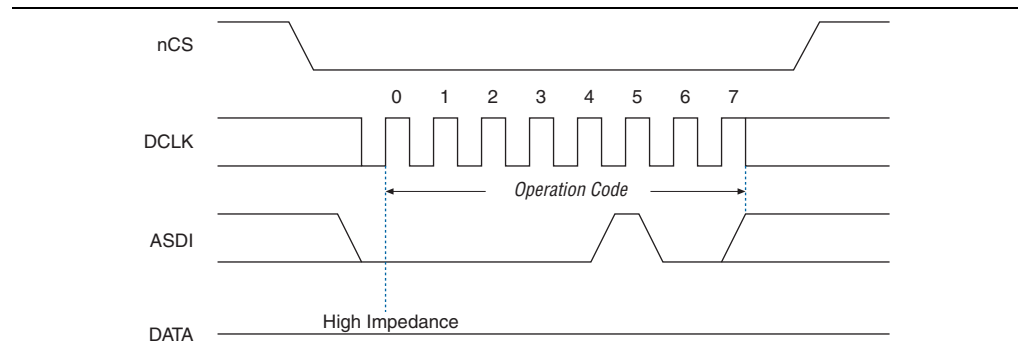 nCS
0 1 2 3 4 5 6 7
DCLK
Operation Code
ASDI
High Impedance
DATA